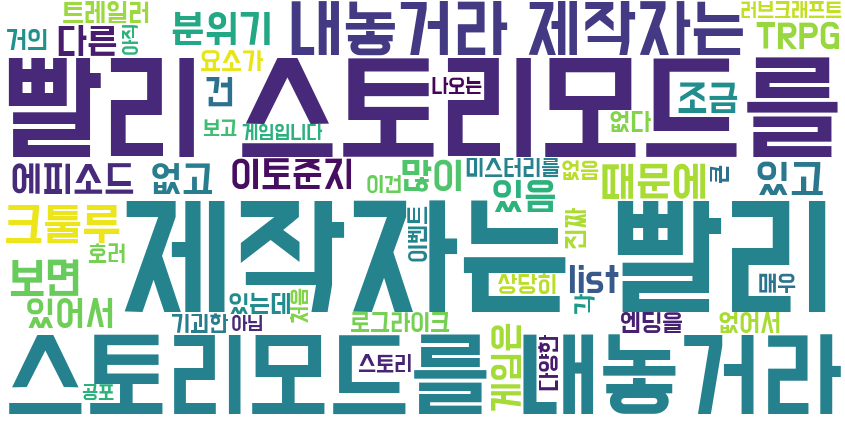 트레일러
거의 다른 아직
분위기
내놓거라 제작자는
러브크래프트
TRPG
요소가
빨리 스토리모드를
건
나오는
조금
보고 게임입니다
없다
에피소드 없고 이토준지
이건 많이
미스터리를 없음
있음 때문에 큰 있고
크툴루
제작자는 빨리
호러
이벤트
진짜
보면
있어서
있는데 처음
상당히 list 각
매우
기괴한 아님
로그라이크
게임은
엔딩을 없어서
스토리모드를 내놓거라
스토리
다양한
공포